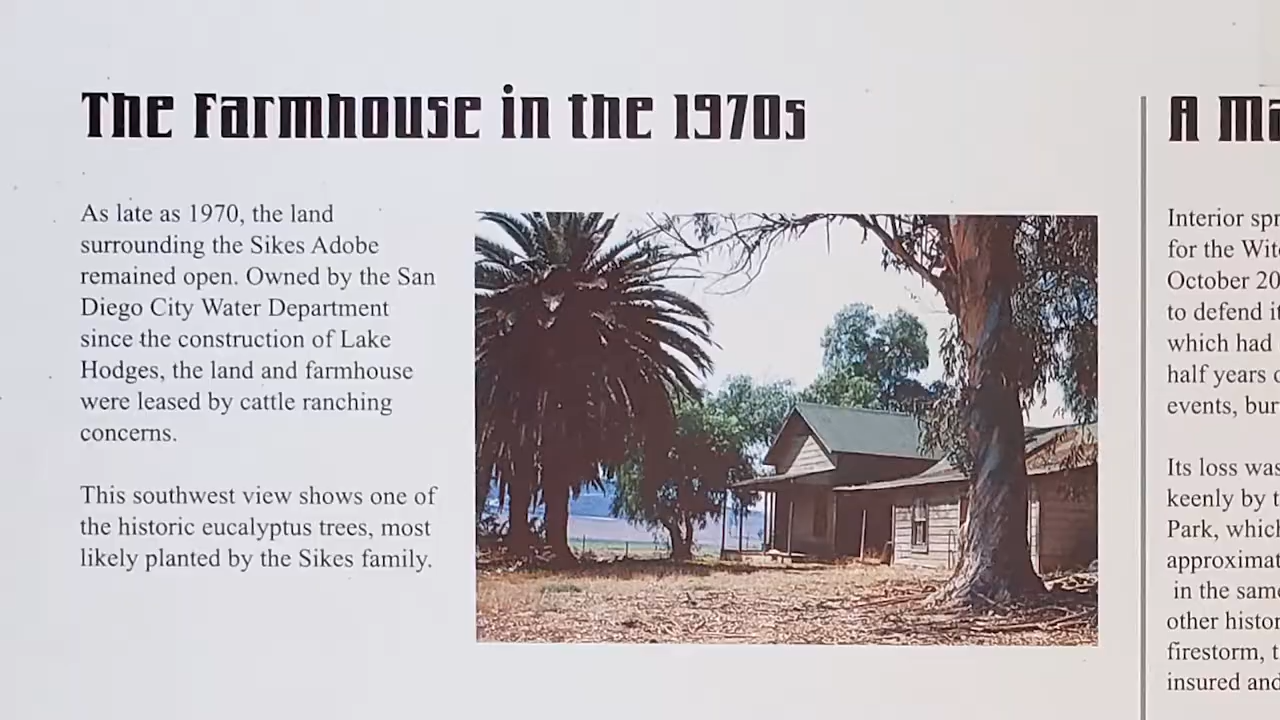 The Farmhouse in the 1970s
As late as 1970, the land
surrounding the Sikes Adobe
remained open. Owned by the San
Diego City Water Department
since the construction of Lake
Hodges, the land and farmhouse
were leased by cattle ranching
concerns.
This southwest view shows one of
the historic eucalyptus trees, most
likely planted by the Sikes family.
A
Interior
for the
October
to defend
which had
half years
events,
Its loss was
keenly by
Park,
in the same
other
firestorm,
insured and